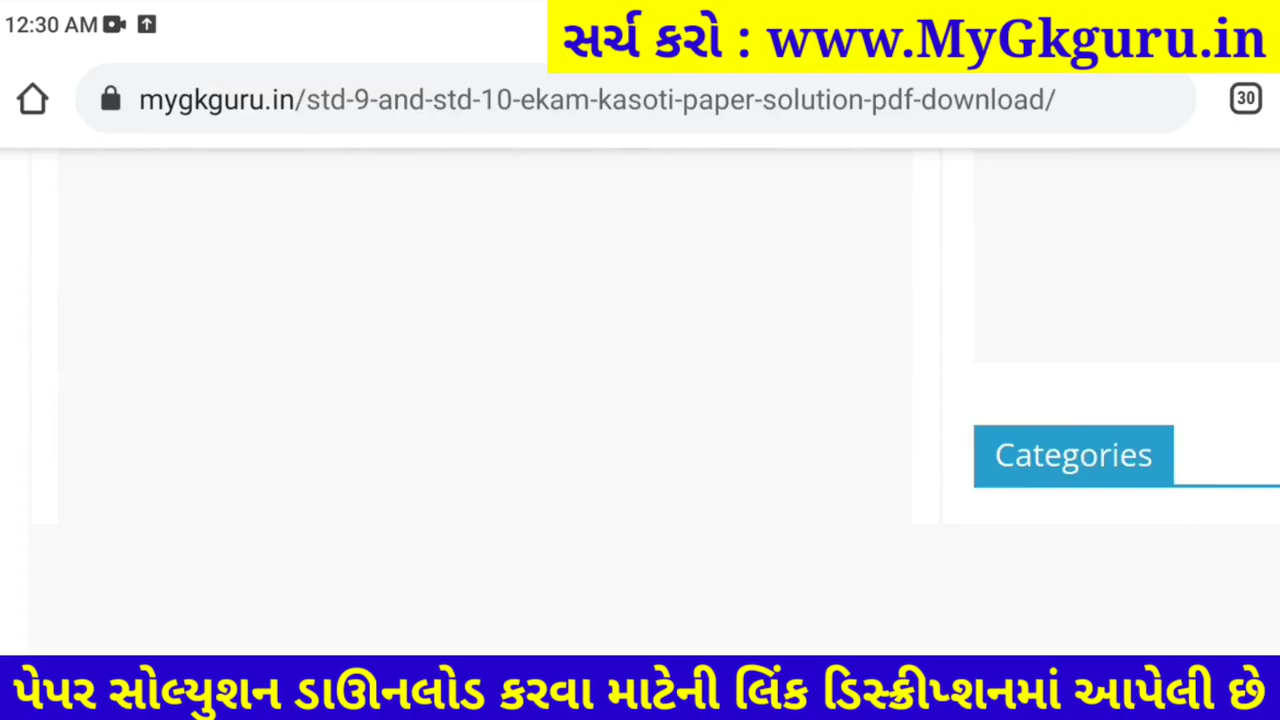 12:30 AM
સર્ચ કરો : www.MyGkguru.in
mygkguru.in/std-9-and-std-10-ekam-kasoti-paper-solution-pdf-download/
30
Categories
પેપર સોલ્યુશન ડાઊનલોડ કરવા માટેની લિંક ડિસ્ક્રીપ્શનમાં આપેલી છે